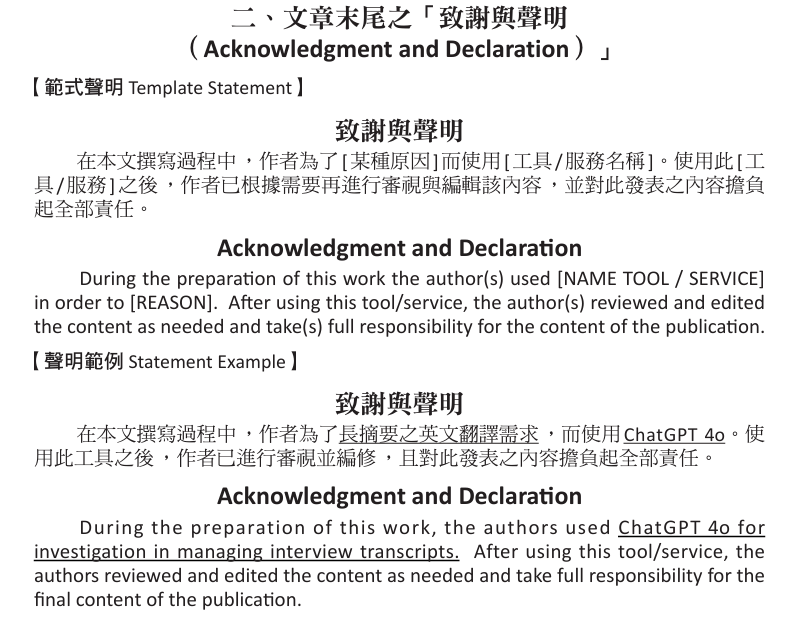 二、文章末尾之「致謝與聲明
（Acknowledgment and Declaration）」
【範式聲明 Template Statement】
致謝與聲明
在本文撰寫過程中，作者為了[某種原因]而使用[工具/服務名稱]。使用此[工
具/服務]之後，作者已根據需要再進行審視與編輯該內容，並對此發表之內容擔負
起全部責任。
Acknowledgment and Declaration
During the preparation of this work the author(s) used [NAME TOOL / SERVICE]
in order to [REASON]. After using this tool/service, the author(s) reviewed and edited
the content as needed and take(s) full responsibility for the content of the publication.
【聲明範例 Statement Example】
致謝與聲明
在本文撰寫過程中，作者為了長摘要之英文翻譯需求，而使用ChatGPT 4o。使
用此工具之後，作者已進行審視並編修，且對此發表之內容擔負起全部責任。
Acknowledgment and Declaration
During the preparation of this work, the authors used ChatGPT 4o for
investigation in managing interview transcripts. After using this tool/service, the
authors reviewed and edited the content as needed and take full responsibility for the
final content of the publication.